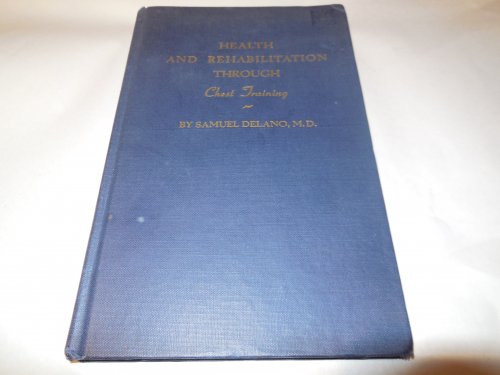 HEALTH
AND REHABILITATION
THROUGH
Chest Training
BY SAMUEL DELANO, M.D.